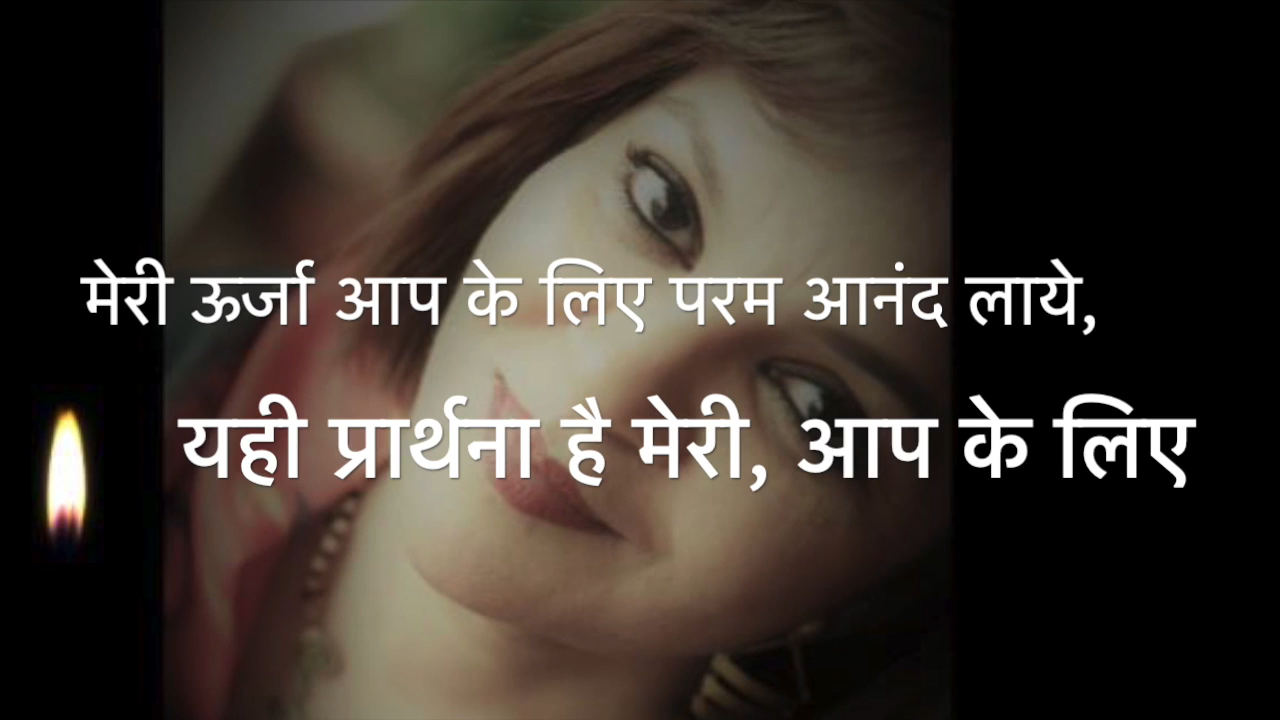 मेरी ऊर्जा आप के लिए परम आनंद लाये,
यही प्रार्थना है मेरी, आप के लिए